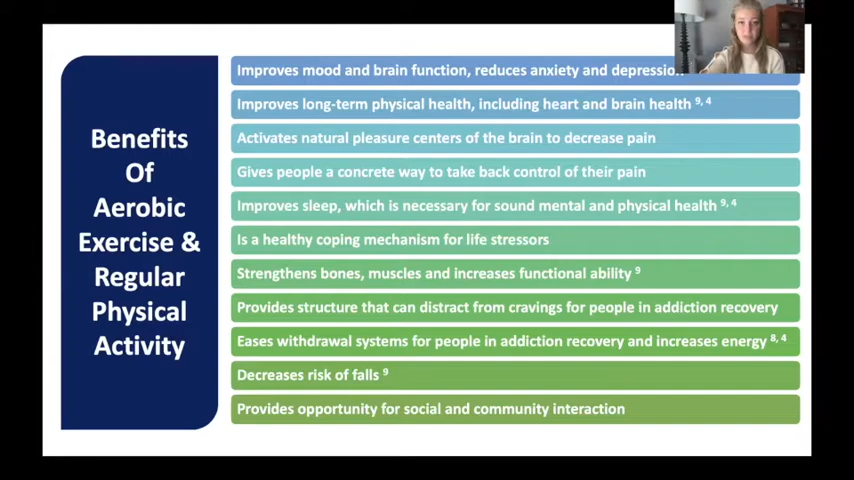 Benefits
Of
Aerobic
Exercise &
Regular
Physical
Activity
Improves mood and brain function, reduces anxiety and depression
Improves long-term physical health, including heart and brain health 9, 4
Activates natural pleasure centers of the brain to decrease pain
Gives people a concrete way to take back control of their pain
Improves sleep, which is necessary for sound mental and physical health 9, 4
Is a healthy coping mechanism for life stressors
Strengthens bones, muscles and increases functional ability 9
Provides structure that can distract from cravings for people in addiction recovery
Eases withdrawal systems for people in addiction recovery and increases energy 8, 4
Decreases risk of falls 9
Provides opportunity for social and community interaction